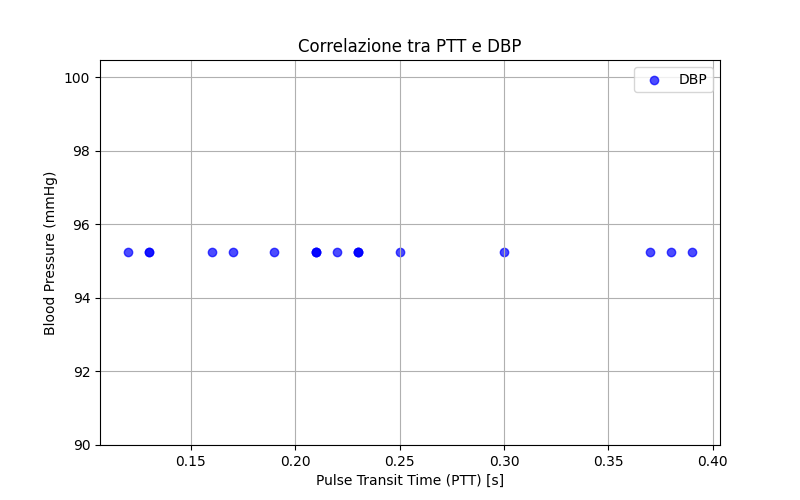 Correlazione tra PTT e DBP
DBP
100
98
96
94
92
90
Blood Pressure (mmHg)
0.15 0.20 0.25 0.30 0.35 0.40
Pulse Transit Time (PTT) [s]